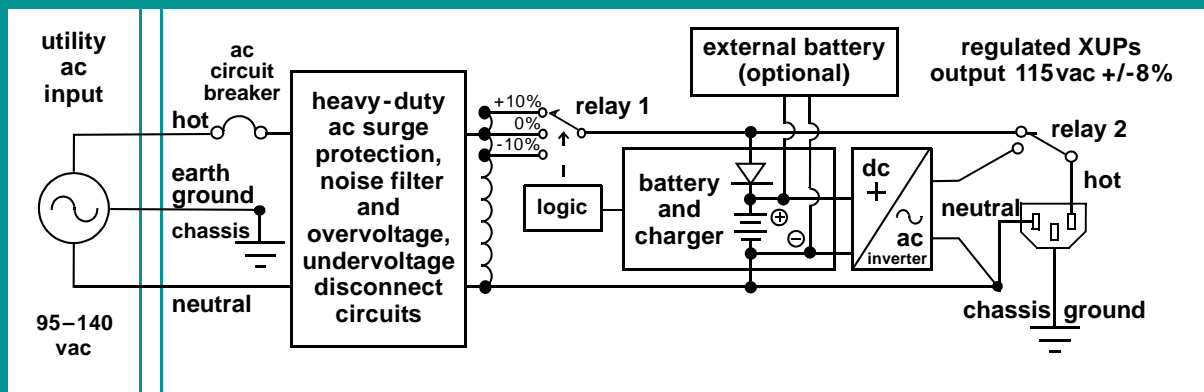 utility
ac
input
hot
ac
circuit
breaker
earth
ground
chassis
neutral
95–140
vac
heavy-duty
ac surge
protection,
noise filter
and
overvoltage,
undervoltage
disconnect
circuits
+10%
0%
-10%
relay 1
logic
external battery
(optional)
battery
and
charger
+
−
dc
+
ac
inverter
regulated XUPs
output 115vac +/-8%
relay 2
hot
neutral
chassis ground